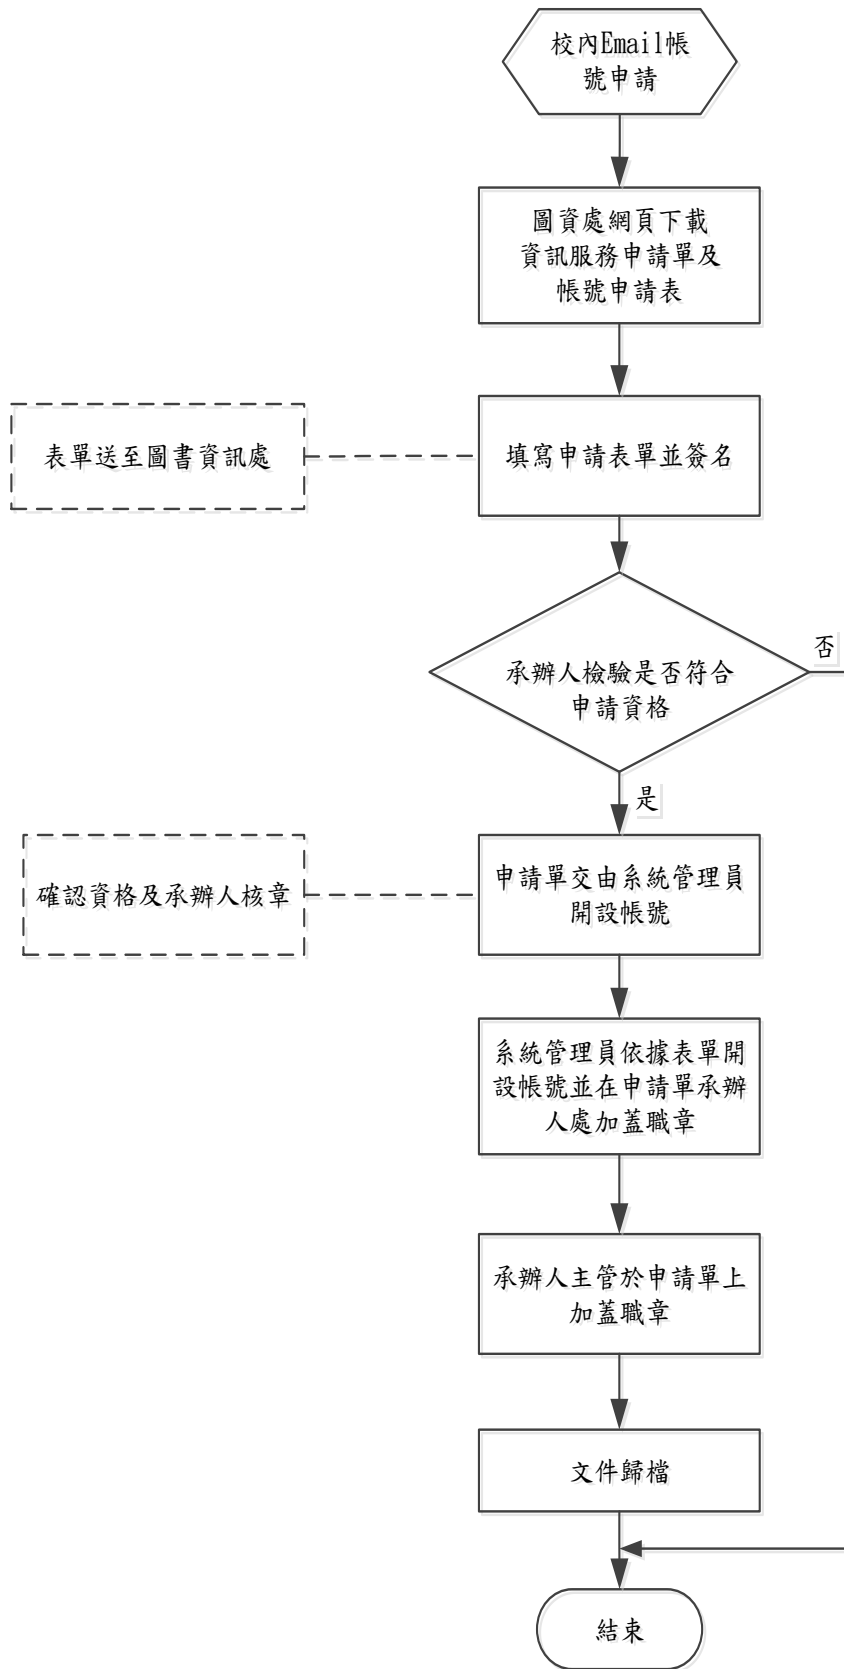 校內Email帳
號申請
圖資處網頁下載
資訊服務申請單及
帳號申請表
表單送至圖書資訊處
填寫申請表單並簽名
否
承辦人檢驗是否符合
申請資格
是
確認資格及承辦人核章
申請單交由系統管理員
開設帳號
系統管理員依據表單開
設帳號並在申請單承辦
人處加蓋職章
承辦人主管於申請單上
加蓋職章
文件歸檔
結束